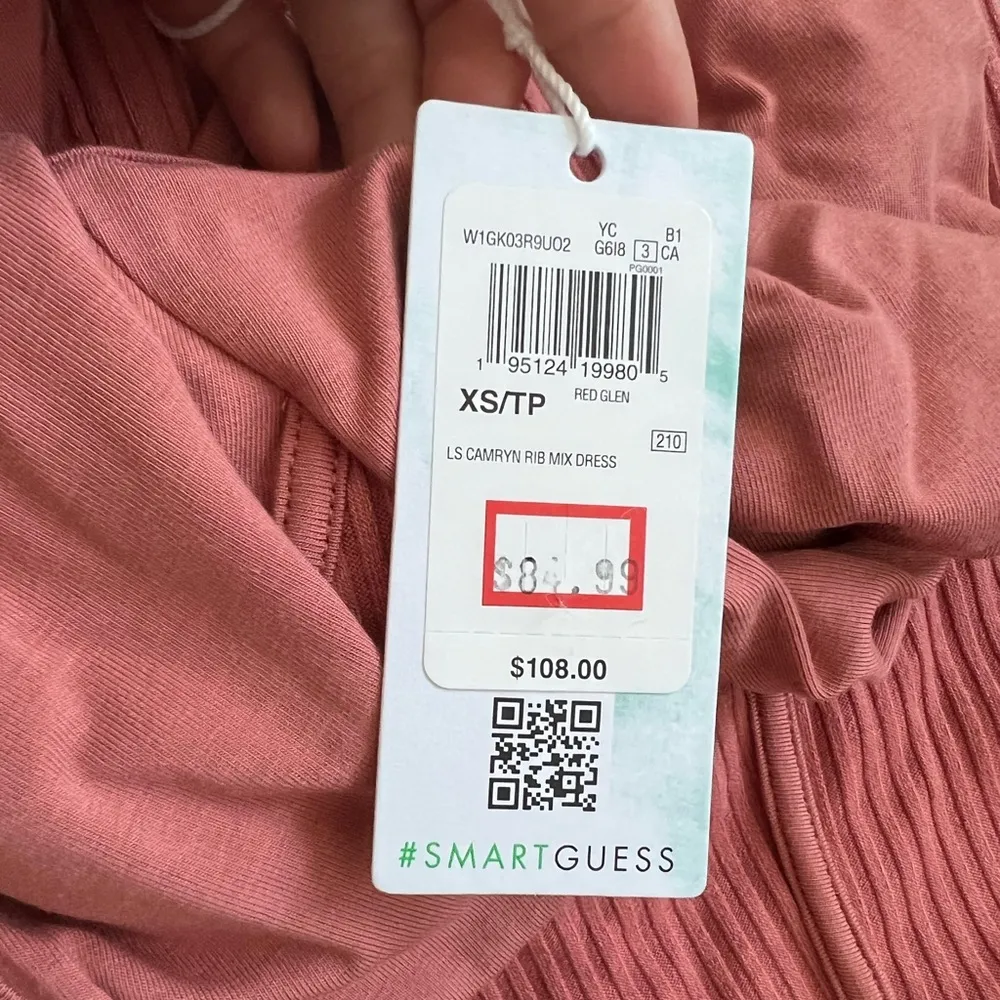 W1GK03R9UO2 YC B1
G6I8 3 CA
PG0001
1 95124 19980 5
XS/TP RED GLEN
210
LS CAMRYN RIB MIX DRESS
$84.99
$108.00
#SMARTGUESS